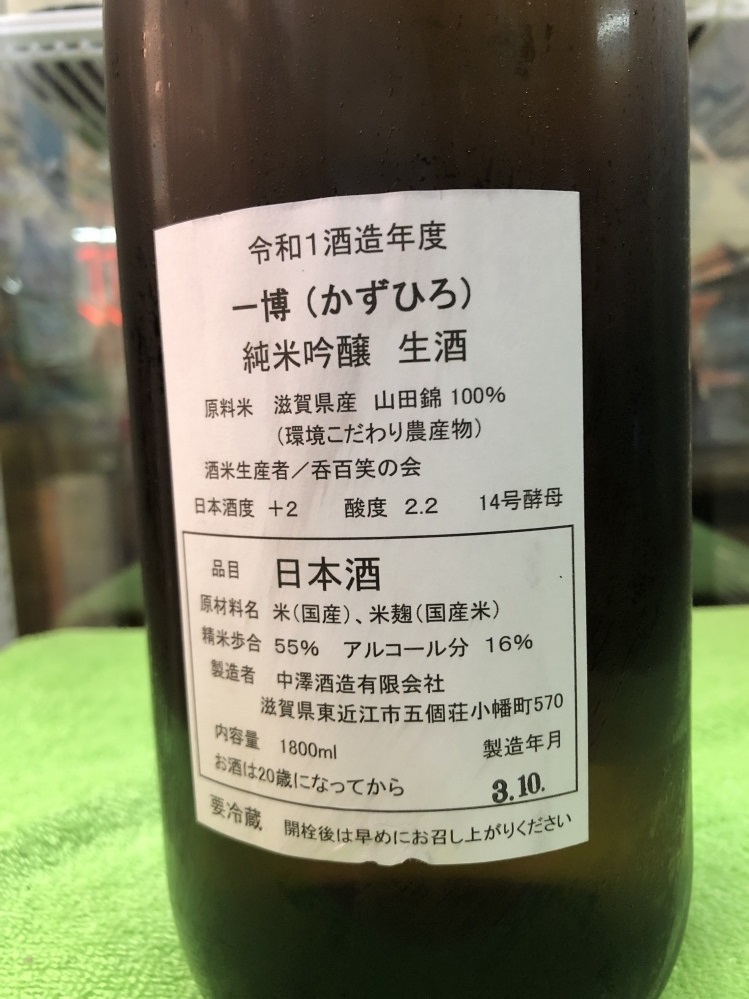 令和1酒造年度
一博（かずひろ）
純米吟醸　生酒
原料米　滋賀県産　山田錦 100%
（環境こだわり農産物）
酒米生産者／呑百笑の会
日本酒度　+2　　酸度　2.2　　14号酵母
品目　日本酒
原材料名　米（国産）、米麹（国産米）
精米歩合　55%　アルコール分　16%
製造者　中澤酒造有限会社
滋賀県東近江市五個荘小幡町570
内容量　1800ml　　製造年月
お酒は20歳になってから　　3.10.
要冷蔵　開栓後は早めにお召し上がりください